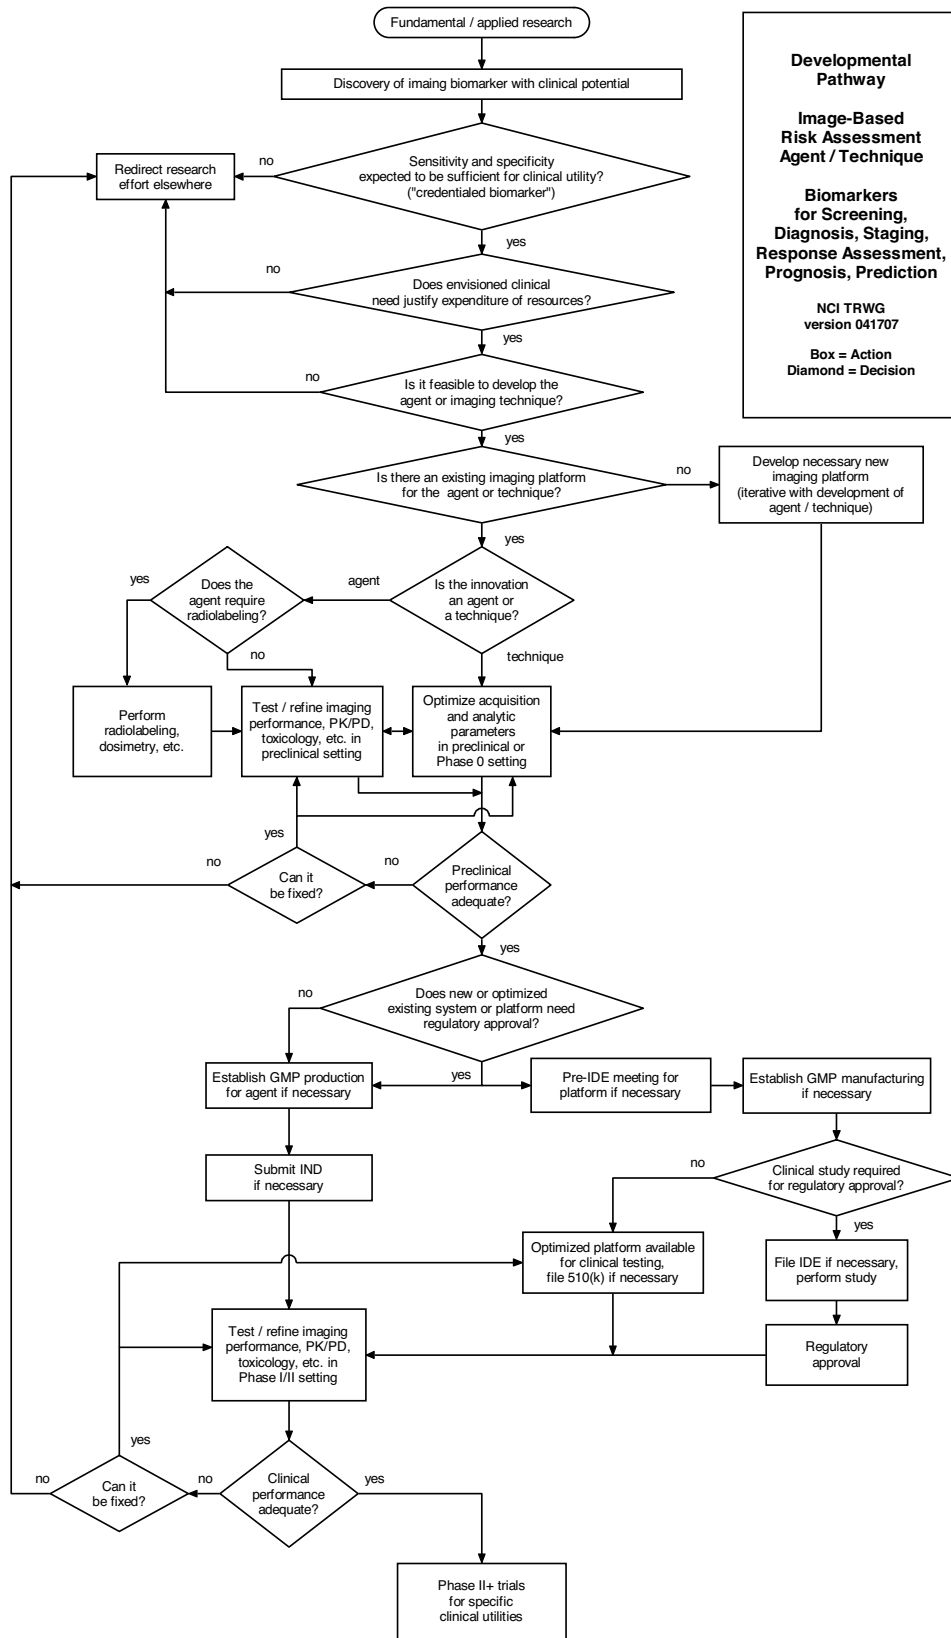 Fundamental / applied research
Discovery of imaing biomarker with clinical potential
Developmental
Pathway
Image-Based
Risk Assessment
Agent / Technique
Biomarkers
for Screening,
Diagnosis, Staging,
Response Assessment,
Prognosis, Prediction
NCI TRWG
version 041707
Box = Action
Diamond = Decision
Redirect research
effort elsewhere
no
Sensitivity and specificity
expected to be sufficient for clinical utility?
("credentialed biomarker")
yes
no
Does envisioned clinical
need justify expenditure of resources?
yes
no
Is it feasible to develop the
agent or imaging technique?
yes
Is there an existing imaging platform
for the agent or technique?
no
Develop necessary new
imaging platform
(iterative with development of
agent / technique)
yes
yes
Does the
agent require
radiolabeling?
agent
Is the innovation
an agent or
a technique?
no
technique
Perform
radiolabeling,
dosimetry, etc.
Test / refine imaging
performance, PK/PD,
toxicology, etc. in
preclinical setting
Optimize acquisition
and analytic
parameters
in preclinical or
Phase 0 setting
yes
no
Can it
be fixed?
no
Preclinical
performance
adequate?
yes
no
Does new or optimized
existing system or platform need
regulatory approval?
Establish GMP production
for agent if necessary
yes
Pre-IDE meeting for
platform if necessary
Establish GMP manufacturing
if necessary
Submit IND
if necessary
no
Clinical study required
for regulatory approval?
yes
Optimized platform available
for clinical testing,
file 510(k) if necessary
File IDE if necessary,
perform study
Test / refine imaging
performance, PK/PD,
toxicology, etc. in
Phase I/II setting
Regulatory
approval
yes
no
Can it
be fixed?
no
Clinical
performance
adequate?
yes
Phase II+ trials
for specific
clinical utilities